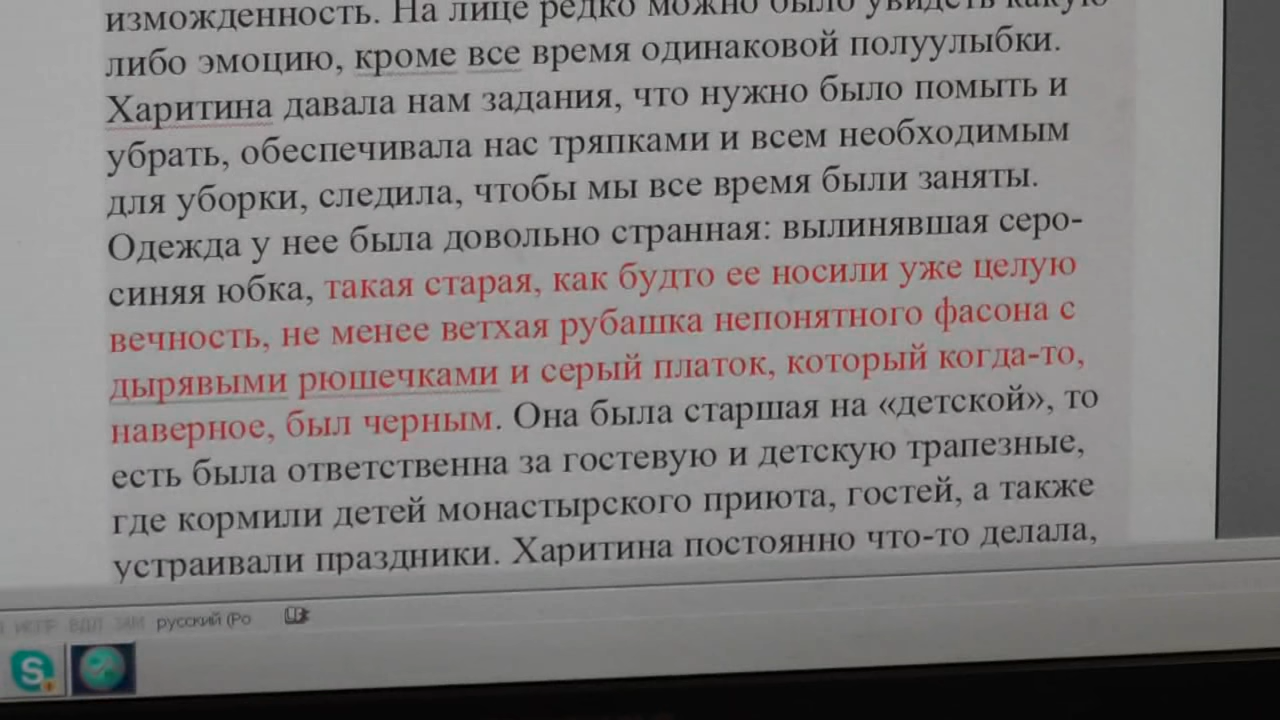 изможденность. На лице редко можно было увидеть какую
либо эмоцию, кроме все время одинаковой полуулыбки.
Харитина давала нам задания, что нужно было помыть и
убрать, обеспечивала нас тряпками и всем необходимым
для уборки, следила, чтобы мы все время были заняты.
Одежда у нее была довольно странная: вылинявшая серо-
синяя юбка, такая старая, как будто ее носили уже целую
вечность, не менее ветхая рубашка непонятного фасона с
дырявыми рюшечками и серый платок, который когда-то,
наверное, был черным. Она была старшая на «детской», то
есть была ответственна за гостевую и детскую трапезные,
где кормили детей монастырского приюта, гостей, а также
устраивали праздники. Харитина постоянно что-то делала,
ИСПР ВДЛ ЗАМ русский (Ро
S